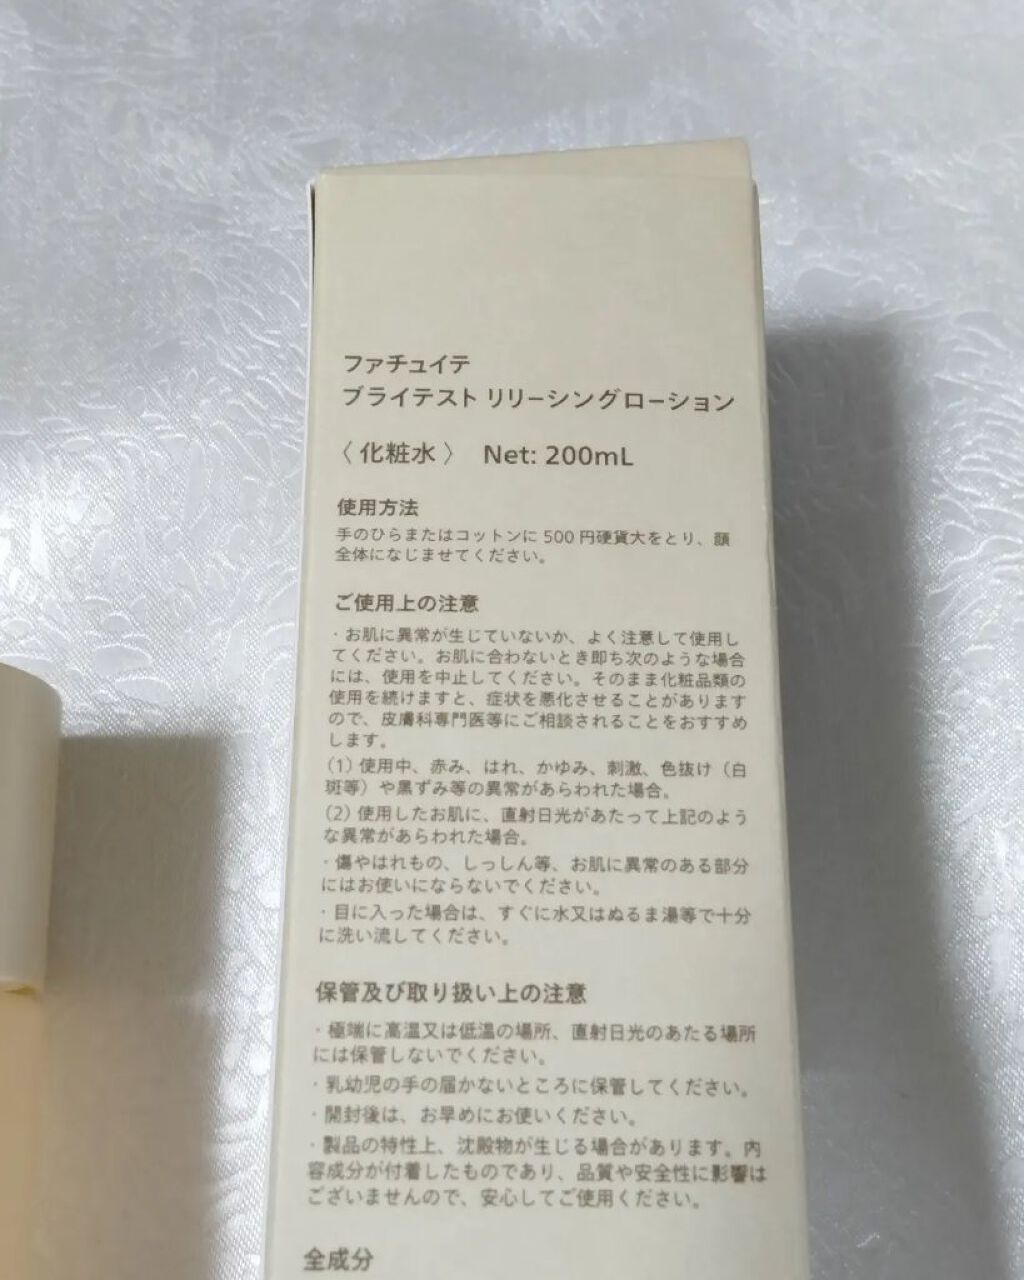 ファチュイテ
ブライテスト リリーシングローション
〈 化粧水 〉 Net: 200mL
使用方法
手のひらまたはコットンに 500 円硬貨大をとり、顔
全体になじませてください。
ご使用上の注意
・お肌に異常が生じていないか、よく注意して使用し
てください。お肌に合わないとき即ち次のような場合
には、使用を中止してください。そのまま化粧品類の
使用を続けますと、症状を悪化させることがあります
ので、皮膚科専門医等にご相談されることをおすすめ
します。
（1）使用中、赤み、はれ、かゆみ、刺激、色抜け（白
斑等）や黒ずみ等の異常があらわれた場合。
（2）使用したお肌に、直射日光があたって上記のよう
な異常があらわれた場合。
・傷やはれもの、しっしん等、お肌に異常のある部分
にはお使いにならないでください。
・目に入った場合は、すぐに水又はぬるま湯等で十分
に洗い流してください。
保管及び取り扱い上の注意
・極端に高温又は低温の場所、直射日光のあたる場所
には保管しないでください。
・乳幼児の手の届かないところに保管してください。
・開封後は、お早めにお使いください。
・製品の特性上、沈殿物が生じる場合があります。内
容成分が付着したものであり、品質や安全性に影響は
ございませんので、安心してご使用ください。
全成分